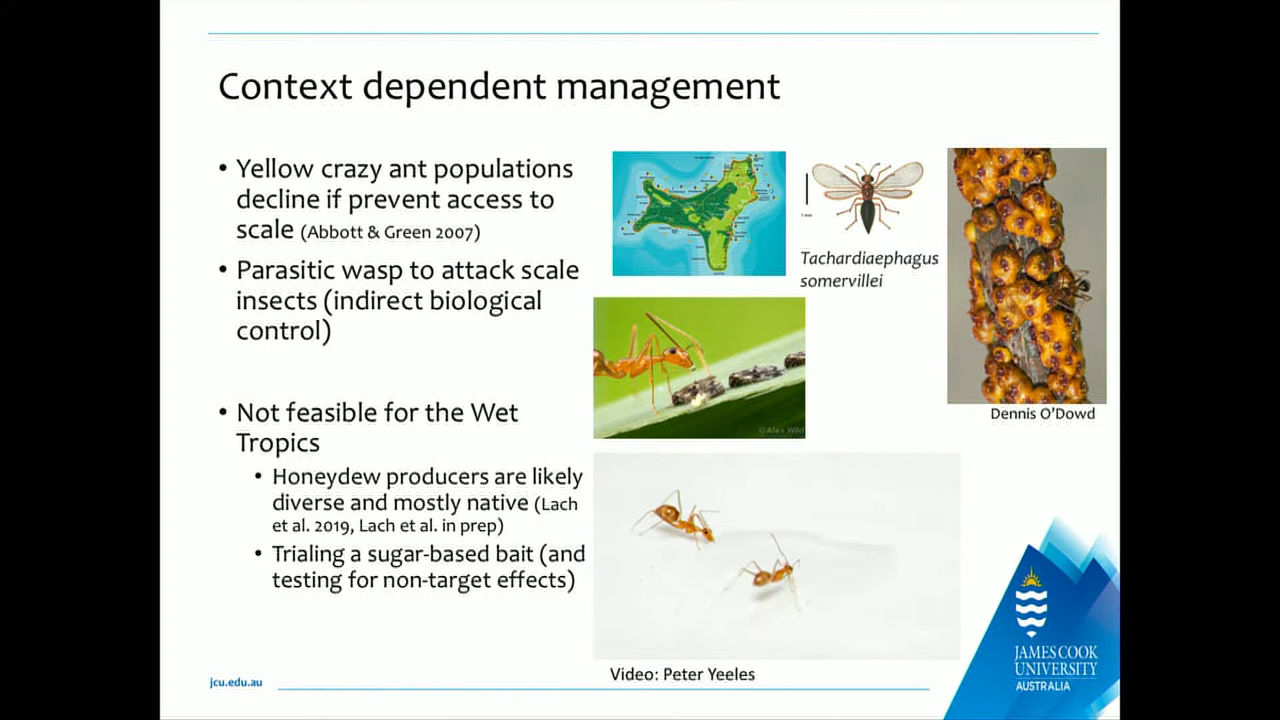 Context dependent management
• Yellow crazy ant populations
decline if prevent access to
scale (Abbott & Green 2007)
• Parasitic wasp to attack scale
insects (indirect biological
control)
• Not feasible for the Wet
Tropics
• Honeydew producers are likely
diverse and mostly native (Lach
et al. 2019, Lach et al. in prep)
• Trialing a sugar-based bait (and
testing for non-target effects)
Tachardiaephagus
somervillei
Dennis O'Dowd
©Alex Wild
Video: Peter Yeeles
jcu.edu.au
JAMES COOK
UNIVERSITY
AUSTRALIA